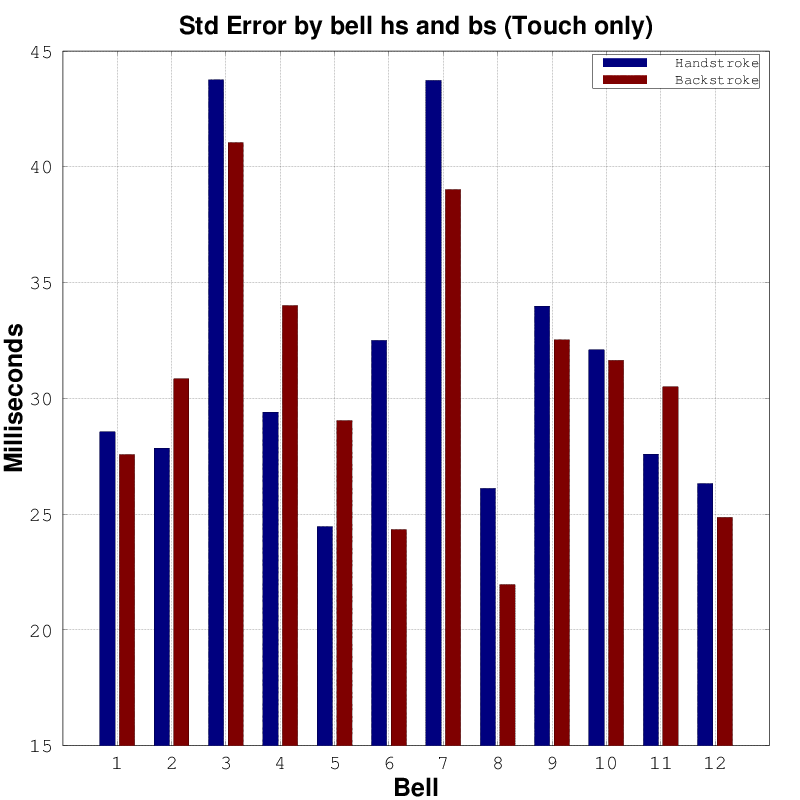 Std Error by bell hs and bs (Touch only)
Handstroke
Backstroke
45
40
35
30
25
20
15
Milliseconds
1 2 3 4 5 6 7 8 9 10 11 12
Bell